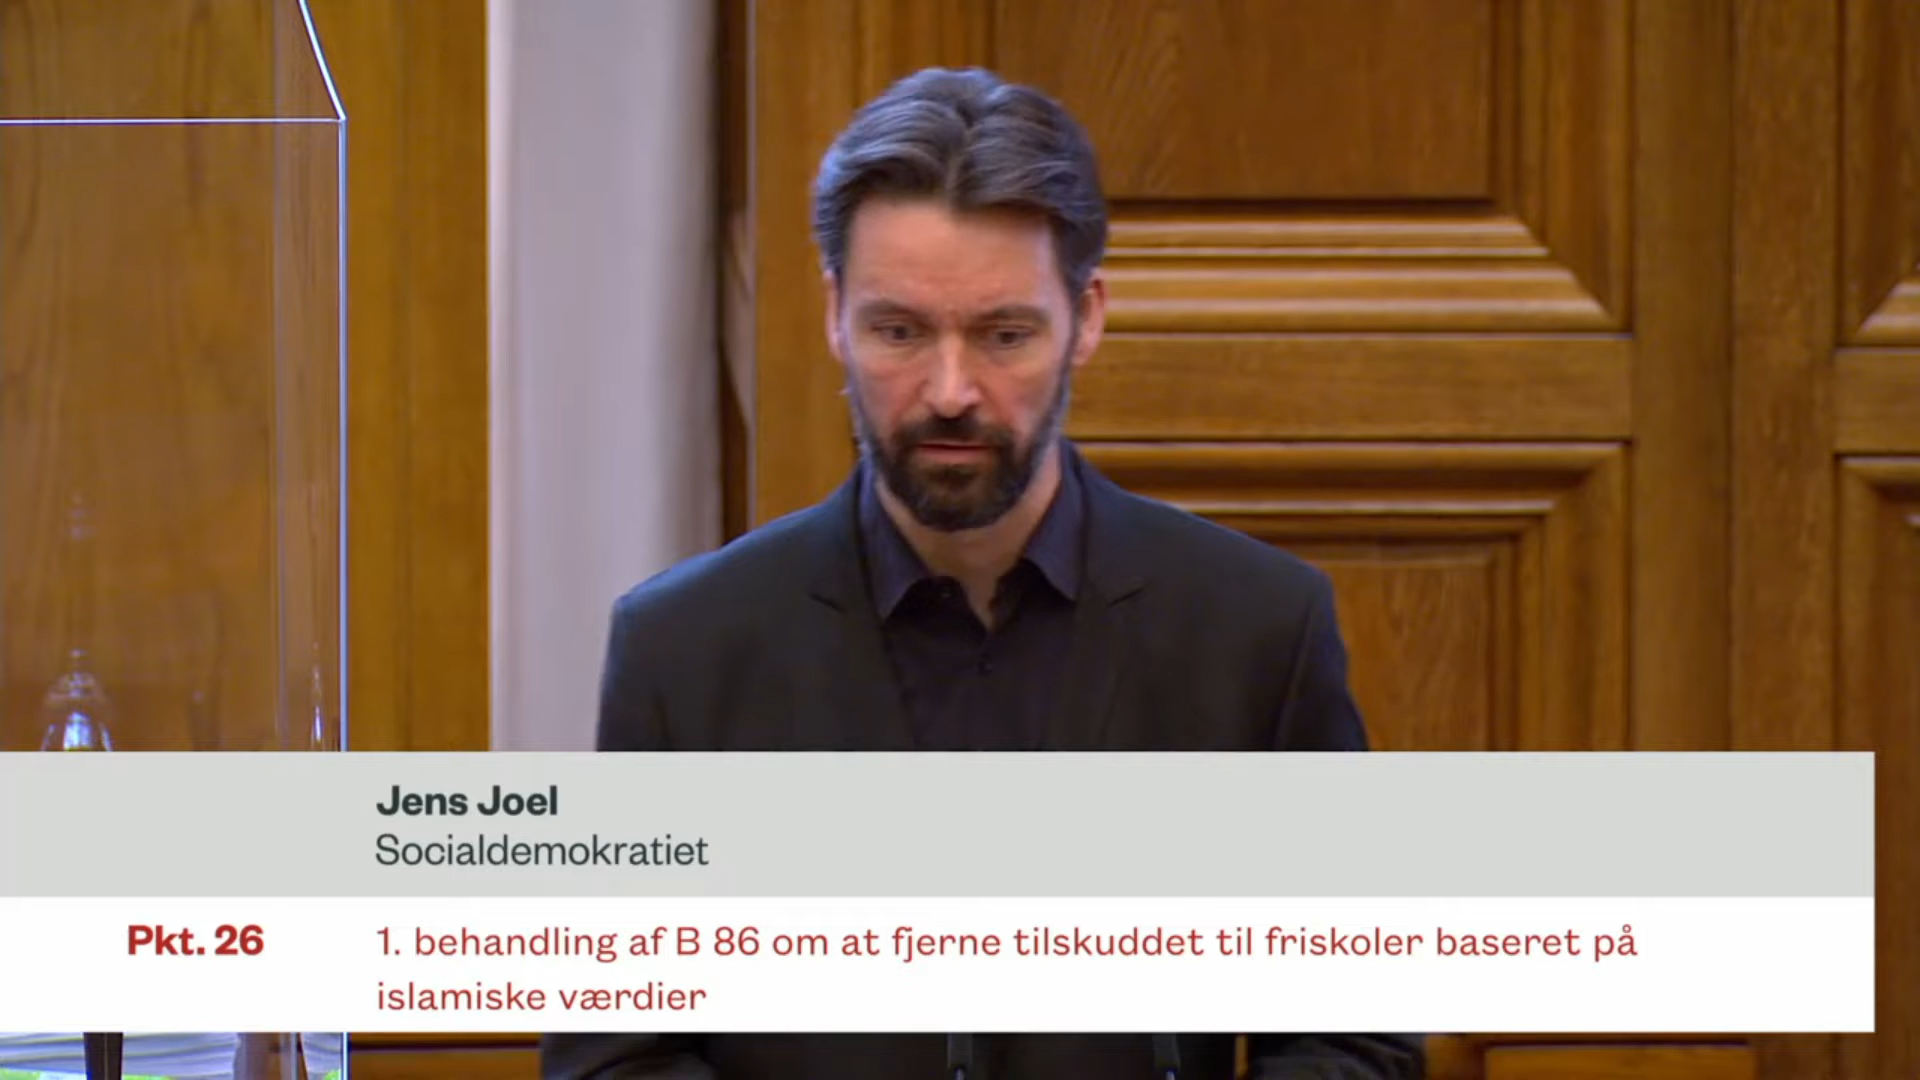 Jens Joel
Socialdemokratiet
Pkt. 26
1. behandling af B 86 om at fjerne tilskuddet til friskoler baseret på
islamiske værdier